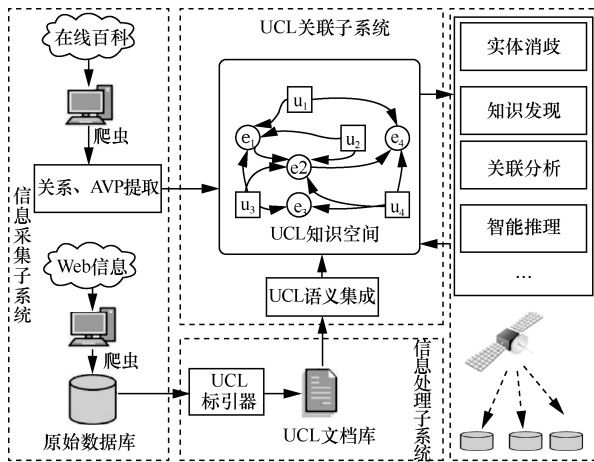 在线百科
爬虫
关系、AVP提取
信息采集子系统
Web信息
爬虫
原始数据库
UCL关联子系统
u1
e1
u2
e4
e2
u3
e3
u4
UCL知识空间
UCL语义集成
信息处理子系统
UCL
标引器
UCL文档库
实体消歧
知识发现
关联分析
智能推理
…